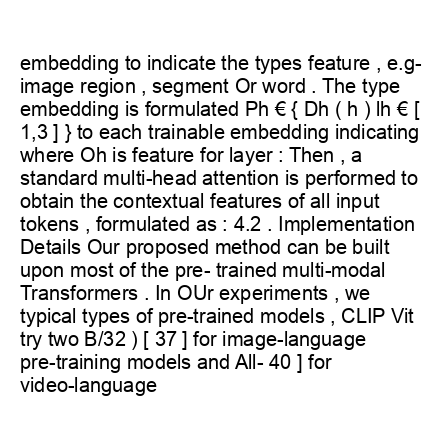 embedding to indicate the types feature , e.g-
image region , segment Or word . The type
embedding is formulated Ph € { Dh ( h ) lh € [
1,3 ] } to each trainable embedding indicating
where Oh is feature for layer : Then , a
standard multi-head attention is performed to
obtain the contextual features of all input
tokens , formulated as : 4.2 . Implementation
Details Our proposed method can be built
upon most of the pre- trained multi-modal
Transformers . In OUr experiments , we
typical types of pre-trained models , CLIP Vit
try two B/32 ) [ 37 ] for image-language
pre-training models and All- 40 ] for
video-language